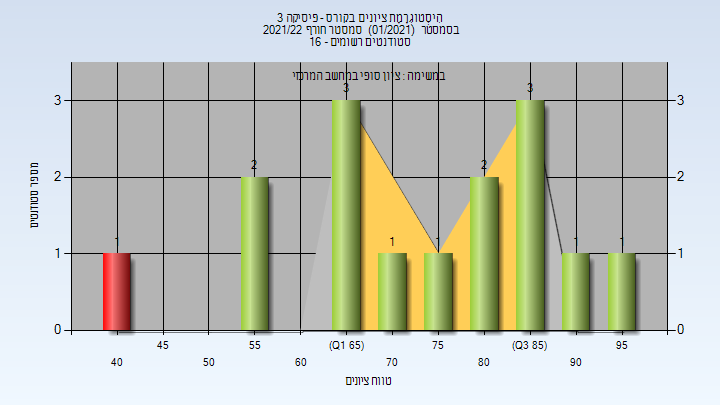 היסטוגרמת ציונים בקורס - פיסיקה 3
בסמסטר (01/2021) סמסטר חורף 2021/22
סטודנטים רשומים - 16
במשימה : ציון סופי במחשב המרכזי
מספר סטודנטים
3 3
2 2
1 1
0 0
1 2 3 1 1 2 3 1 1
40 45 50 55 60 (Q1 65) 70 75 80 (Q3 85) 90 95
טווח ציונים